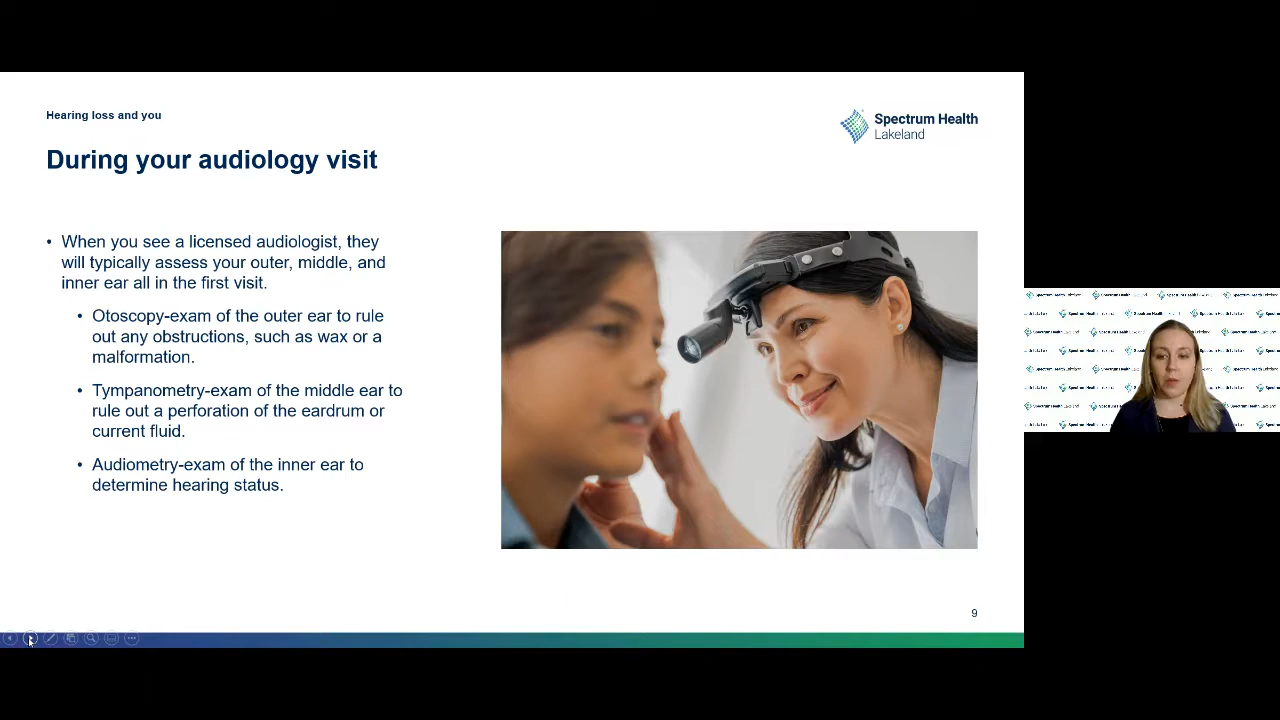 Hearing loss and you
Spectrum Health
Lakeland
During your audiology visit
• When you see a licensed audiologist, they
will typically assess your outer, middle, and
inner ear all in the first visit.
• Otoscopy-exam of the outer ear to rule
out any obstructions, such as wax or a
malformation.
• Tympanometry-exam of the middle ear to
rule out a perforation of the eardrum or
current fluid.
• Audiometry-exam of the inner ear to
determine hearing status.
9